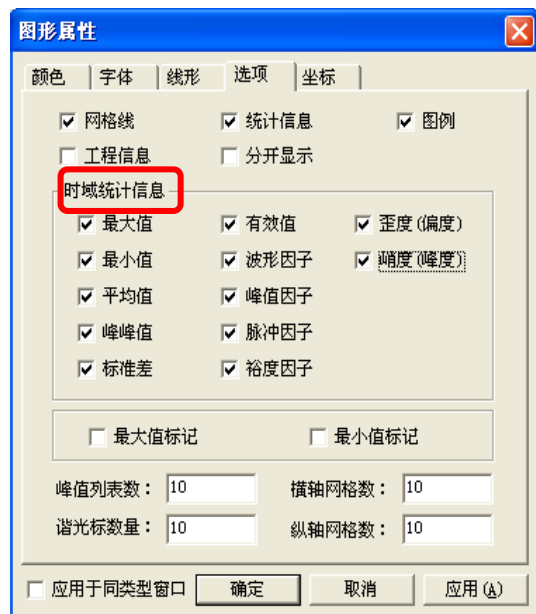 图形属性
颜色 字体 线形 选项 坐标
网格线 统计信息 图例
工程信息 分开显示
时域统计信息
最大值 有效值 歪度(偏度)
最小值 波形因子 峭度(峰度)
平均值 峰值因子
峰峰值 脉冲因子
标准差 裕度因子
最大值标记 最小值标记
峰值列表数： 10 横轴网格数： 10
谐光标数量： 10 纵轴网格数： 10
应用于同类型窗口 确定 取消 应用(A)